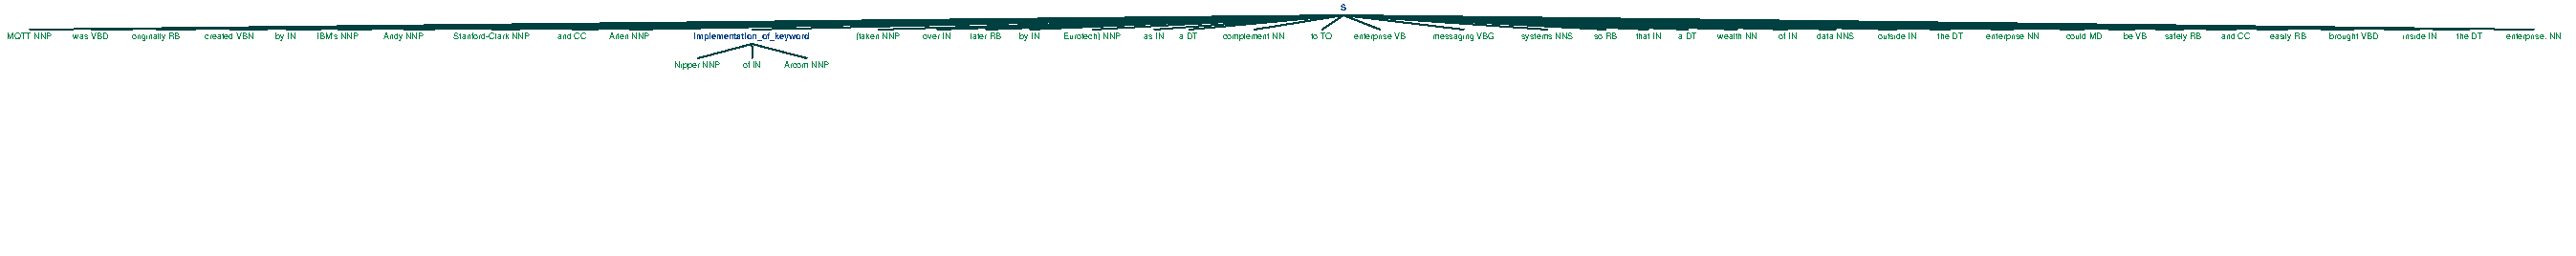 S
MQTT NNP was VBD originally RB created VBN by IN IBM's NNP Andy NNP Stanford-Clark NNP and CC Arlen NNP Implementation_of_keyword (taken NNP over IN later RB by IN Eurotech) NNP as IN a DT complement NN to TO enterprise VB messaging VBG systems NNS so RB that IN a DT wealth NN of IN data NNS outside IN the DT enterprise NN could MD be VB safely RB and CC easily RB brought VBD inside IN the DT enterprise. NN
Nipper NNP of IN Arcom NNP